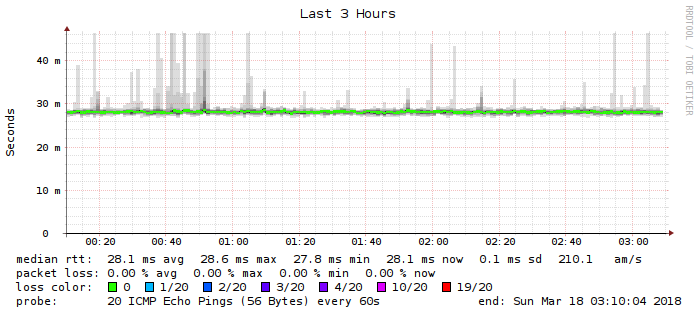 Last 3 Hours
RRDTOOL / TOBI OETIKER
Seconds
40 m
30 m
20 m
10 m
0
00:20 00:40 01:00 01:20 01:40 02:00 02:20 02:40 03:00
median rtt: 28.1 ms avg 28.6 ms max 27.8 ms min 28.1 ms now 0.1 ms sd 210.1 am/s
packet loss: 0.00 % avg 0.00 % max 0.00 % min 0.00 % now
loss color: 0 1/20 2/20 3/20 4/20 10/20 19/20
probe: 20 ICMP Echo Pings (56 Bytes) every 60s end: Sun Mar 18 03:10:04 2018